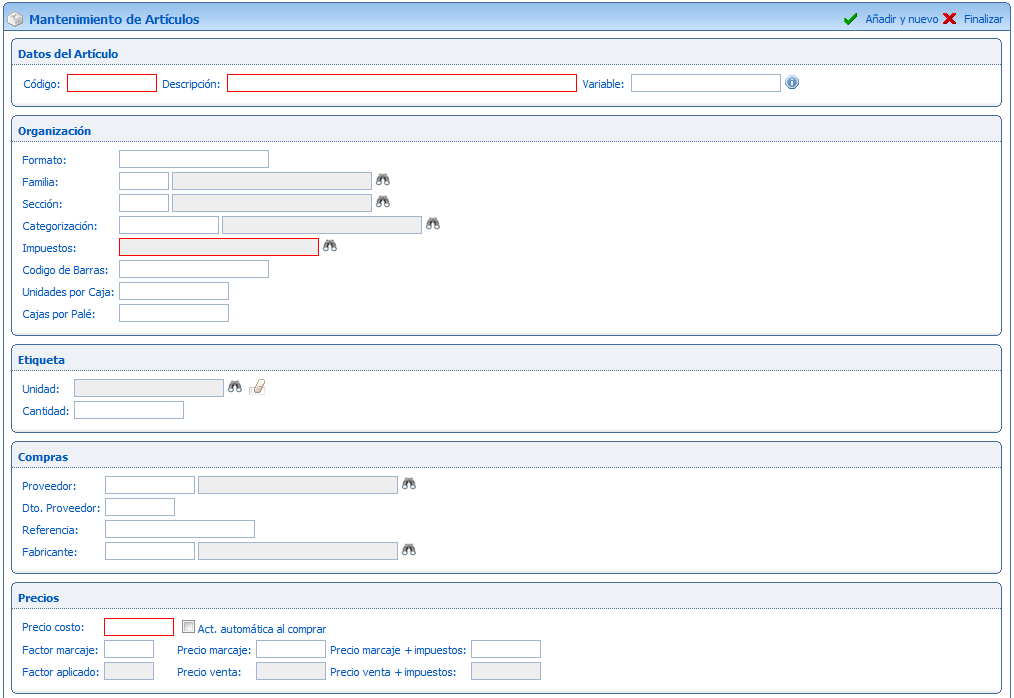 Mantenimiento de Artículos Añadir y nuevo Finalizar
Datos del Artículo
Código: Descripción: Variable:
Organización
Formato:
Familia:
Sección:
Categorización:
Impuestos:
Codigo de Barras:
Unidades por Caja:
Cajas por Palé:
Etiqueta
Unidad:
Cantidad:
Compras
Proveedor:
Dto. Proveedor:
Referencia:
Fabricante:
Precios
Precio costo: Act. automática al comprar
Factor marcaje: Precio marcaje: Precio marcaje + impuestos:
Factor aplicado: Precio venta: Precio venta + impuestos: